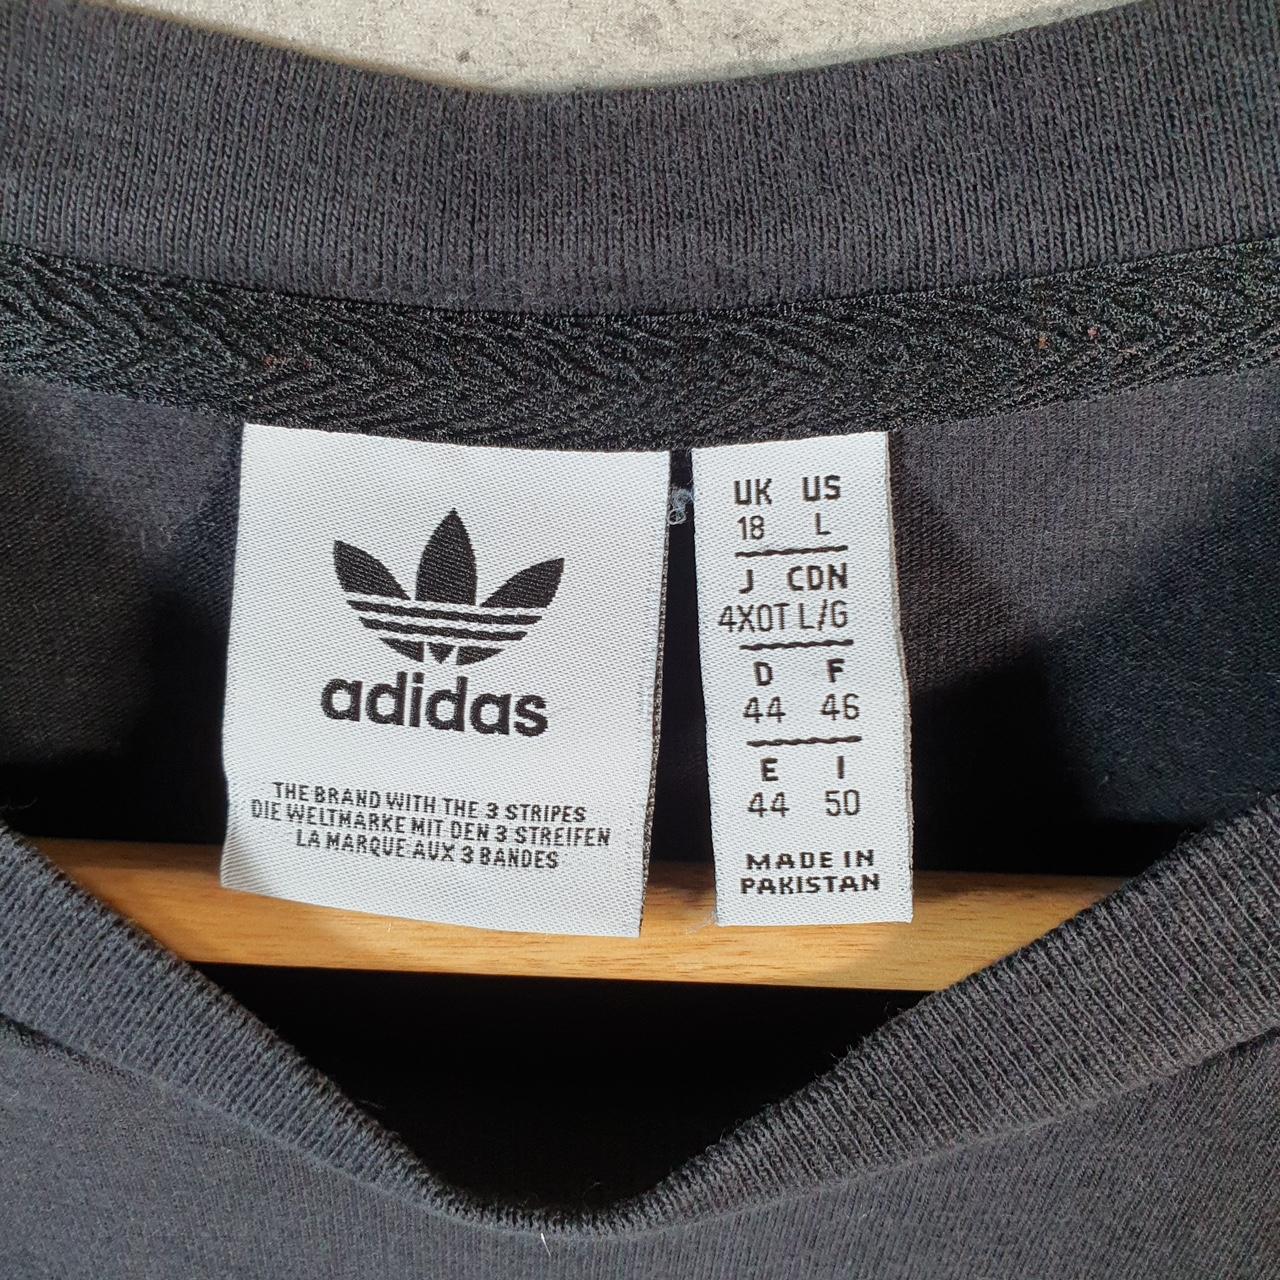 adidas
THE BRAND WITH THE 3 STRIPES
DIE WELTMARKE MIT DEN 3 STREIFEN
LA MARQUE AUX 3 BANDES
UK US
18 L
J CDN
4XOT L/G
D F
44 46
E I
44 50
MADE IN
PAKISTAN